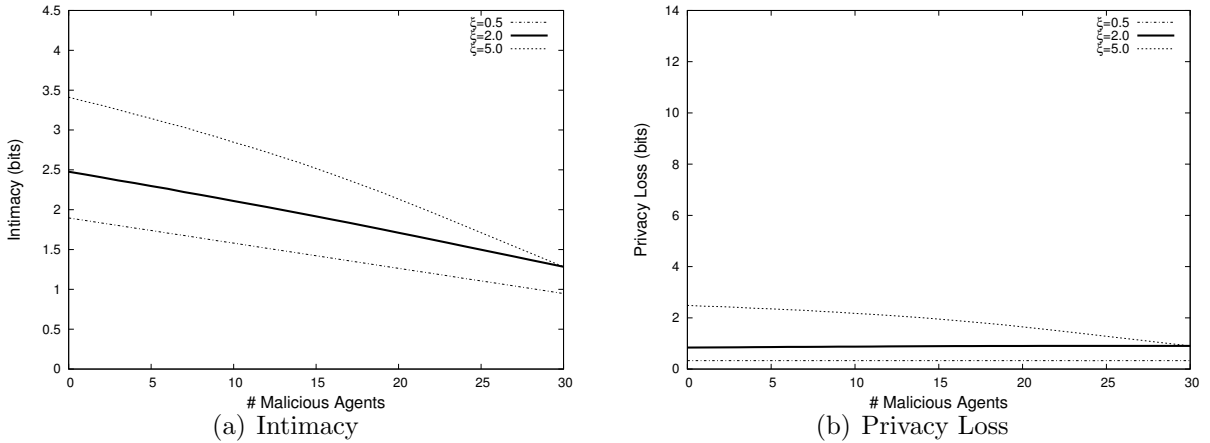 4.5
4
3.5
3
2.5
2
1.5
1
0.5
0
0 5 10 15 20 25 30
Intimacy (bits)
# Malicious Agents
ξ=0.5
ξ=2.0
ξ=5.0
(a) Intimacy
14
12
10
8
6
4
2
0
0 5 10 15 20 25 30
Privacy Loss (bits)
# Malicious Agents
ξ=0.5
ξ=2.0
ξ=5.0
(b) Privacy Loss